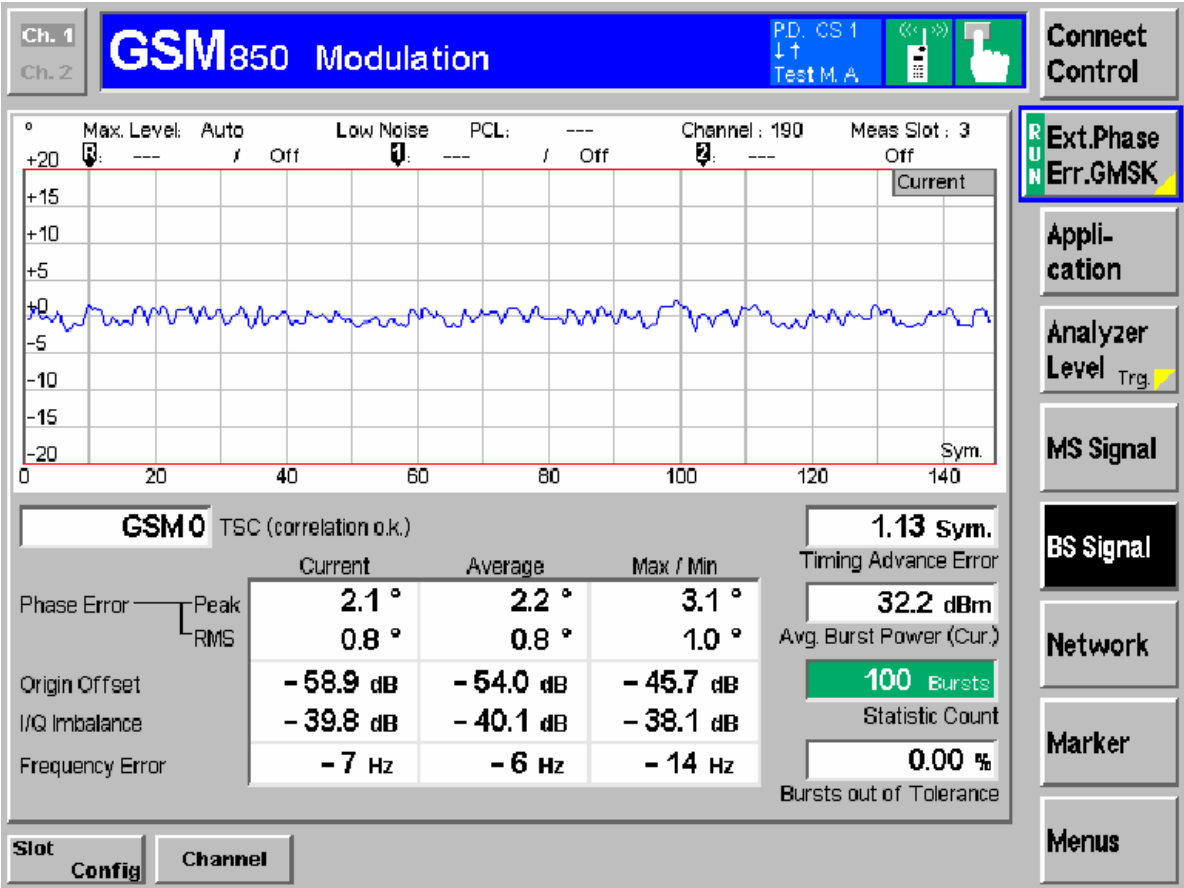 Ch. 1
Ch. 2
GSM850 Modulation
P.D. CS 1
↓↑
Test M. A.
Connect Control
° Max. Level: Auto Low Noise PCL: --- Channel : 190 Meas Slot : 3
R: --- / Off 1: --- / Off 2: --- Off
Current
+20
+15
+10
+5
+0
-5
-10
-15
-20
Sym.
0 20 40 60 80 100 120 140
RUN
Ext.Phase
Err.GMSK
Appli-
cation
Analyzer
Level Trg.
MS Signal
BS Signal
Network
Marker
Menus
GSM 0 TSC (correlation o.k.)
1.13 Sym.
Timing Advance Error
Current Average Max / Min
Phase Error Peak 2.1 ° 2.2 ° 3.1 °
RMS 0.8 ° 0.8 ° 1.0 °
32.2 dBm
Avg. Burst Power (Cur.)
Origin Offset - 58.9 dB - 54.0 dB - 45.7 dB
I/Q Imbalance - 39.8 dB - 40.1 dB - 38.1 dB
100 Bursts
Statistic Count
Frequency Error - 7 Hz - 6 Hz - 14 Hz
0.00 %
Bursts out of Tolerance
Slot
Config
Channel